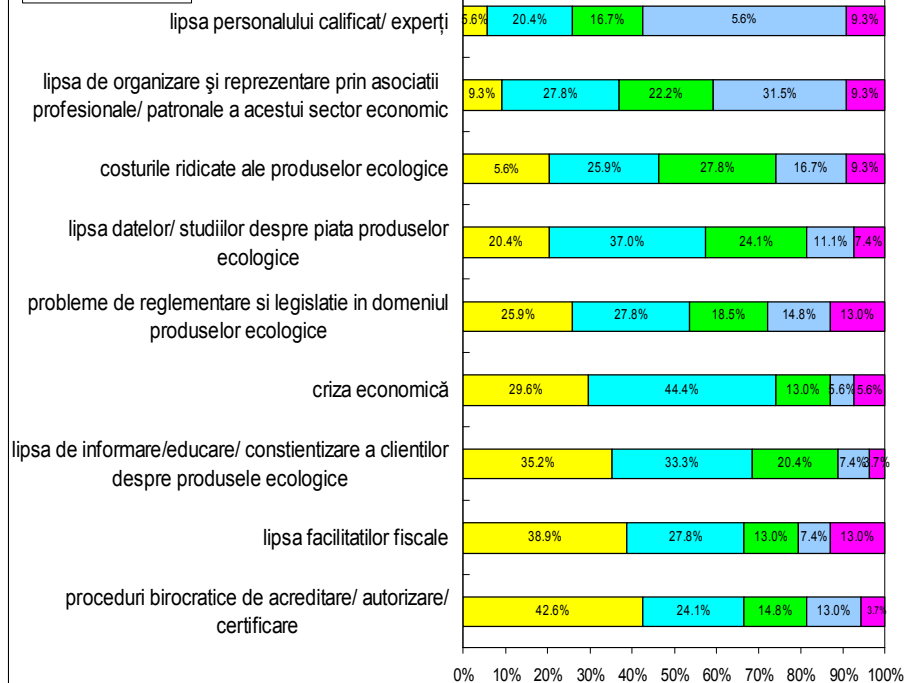 lipsa personalului calificat/ experți
5.6% 20.4% 16.7% 5.6% 9.3%
lipsa de organizare și reprezentare prin asociatii
profesionale/ patronale a acestui sector economic
9.3% 27.8% 22.2% 31.5% 9.3%
costurile ridicate ale produselor ecologice
5.6% 25.9% 27.8% 16.7% 9.3%
lipsa datelor/ studiilor despre piata produselor
ecologice
20.4% 37.0% 24.1% 11.1% 7.4%
probleme de reglementare si legislatie in domeniul
produselor ecologice
25.9% 27.8% 18.5% 14.8% 13.0%
criza economică
29.6% 44.4% 13.0% 5.6% 5.6%
lipsa de informare/educare/ constientizare a clientilor
despre produsele ecologice
35.2% 33.3% 20.4% 7.4% 3.7%
lipsa facilitatilor fiscale
38.9% 27.8% 13.0% 7.4% 13.0%
proceduri birocratice de acreditare/ autorizare/
certificare
42.6% 24.1% 14.8% 13.0% 3.7%
0% 10% 20% 30% 40% 50% 60% 70% 80% 90% 100%